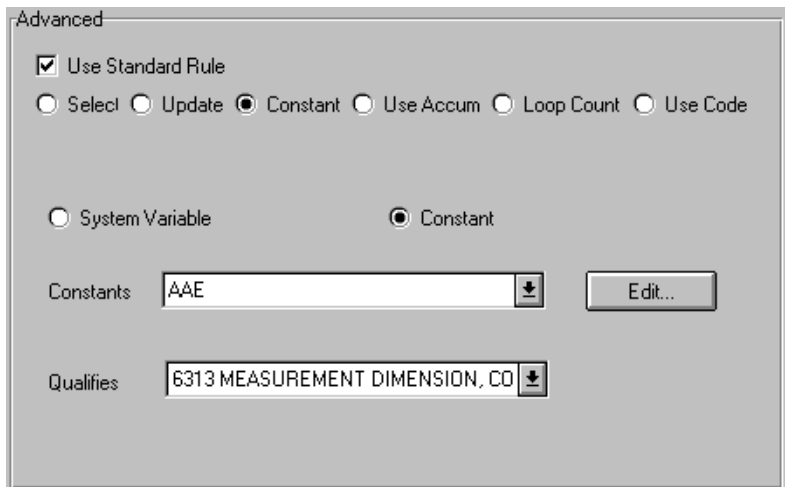 Advanced
Use Standard Rule
Select Update Constant Use Accum Loop Count Use Code
System Variable Constant
Constants AAE Edit...
Qualifies 6313 MEASUREMENT DIMENSION, CO